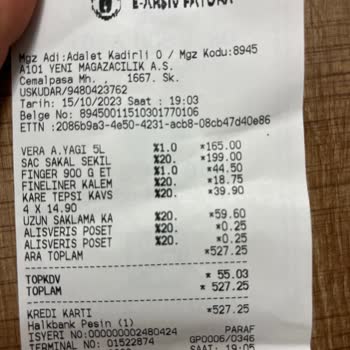 E-ARŞİV FATURA
Mgz Adi:Adalet Kadirli 0 / Mgz Kodu:8945
A101 YENI MAGAZACILIK A.S.
Cemalpasa Mh. , 1667. Sk.
USKUDAR/9480423762
Tarih: 15/10/2023 Saat : 19:03
Belge No: 89450011510301770106
ETTN :2086b9a3-4e50-4231-acb8-08cb47d40e86
VERA A.YAGI 5L %1.0 *165.00
SAC SAKAL SEKIL %20. *199.00
FINGER 900 G ET %1.0 *44.50
FINELINER KALEM %20. *18.75
KARE TEPSI KAVS %20. *39.90
4 X 14.90
UZUN SAKLAMA KA %20. *59.60
ALISVERIS POSET %20. *0.25
ALISVERIS POSET %20. *0.25
ARA TOPLAM *527.25
TOPKDV * 55.03
TOPLAM * 527.25
KREDI KARTI *527.25
Halkbank Pesin (1)
ISYERI NO:000000002480424 PARAF
TERMINAL NO: 01522874 GP0006/0346
SAAT: 19:05